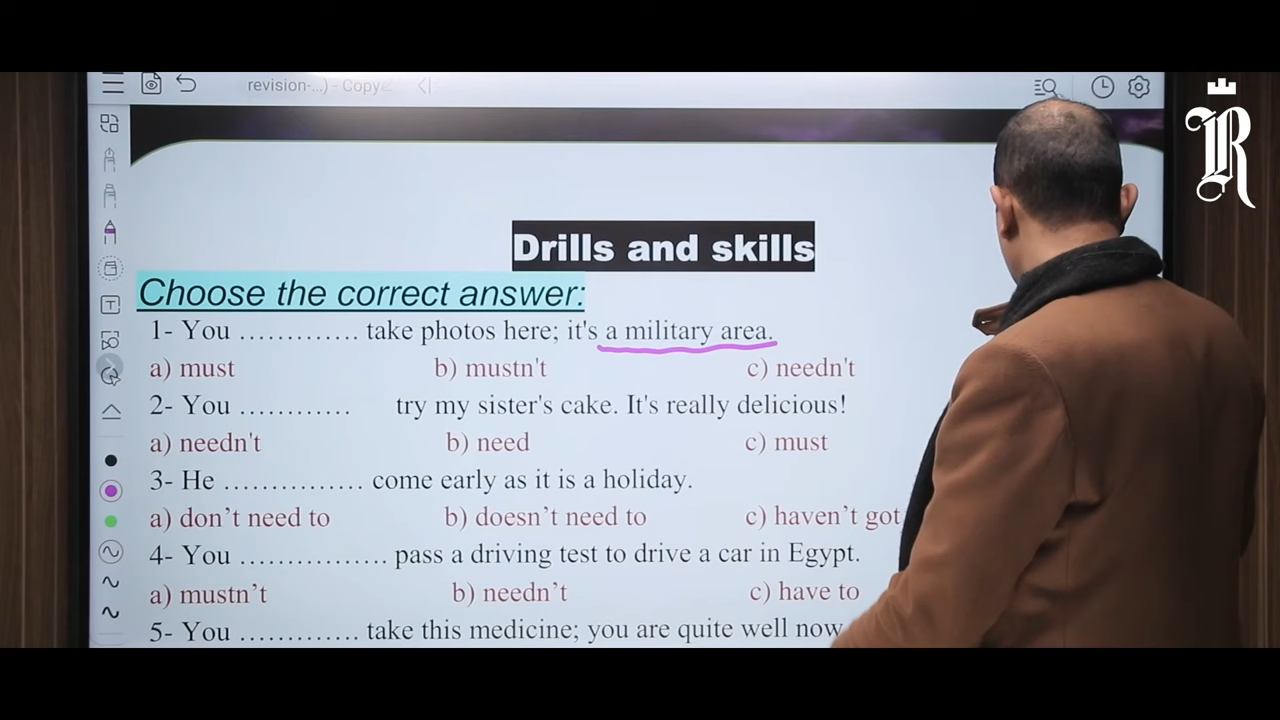 revision-...) - Copy
R
Drills and skills
Choose the correct answer:
1- You ............. take photos here; it's a military area.
a) must b) mustn't c) needn't
2- You ............ try my sister's cake. It's really delicious!
a) needn't b) need c) must
3- He ............... come early as it is a holiday.
a) don’t need to b) doesn’t need to c) haven’t got
4- You ................ pass a driving test to drive a car in Egypt.
a) mustn’t b) needn’t c) have to
5- You ............. take this medicine; you are quite well now